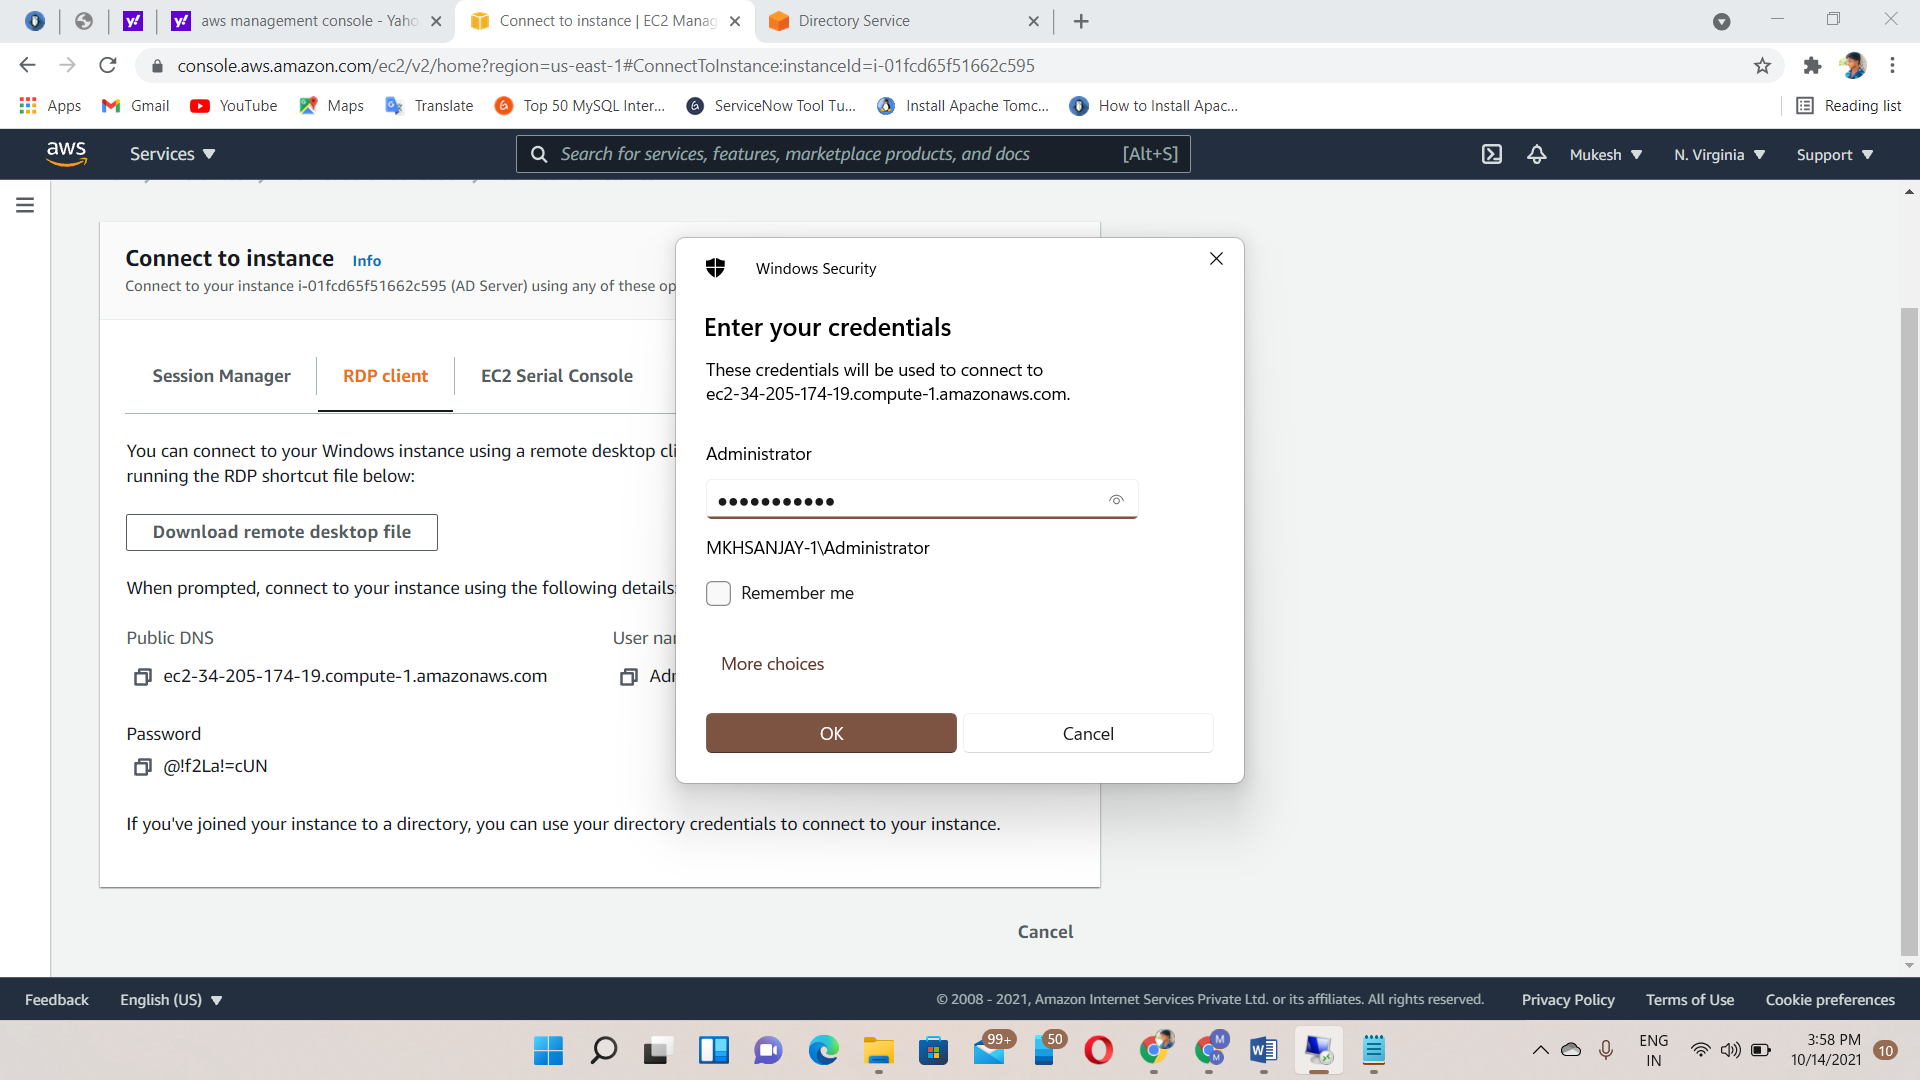 aws management console - Yaho
Connect to instance | EC2 Manag
Directory Service
console.aws.amazon.com/ec2/v2/home?region=us-east-1#ConnectToInstance:instanceId=i-01fcd65f51662c595
Apps
Gmail
YouTube
Maps
Translate
Top 50 MySQL Inter...
ServiceNow Tool Tu...
Install Apache Tomc...
How to Install Apac...
Reading list
aws
Services
Search for services, features, marketplace products, and docs
[Alt+S]
Mukesh
N. Virginia
Support
Connect to instance Info
Connect to your instance i-01fcd65f51662c595 (AD Server) using any of these op
Session Manager
RDP client
EC2 Serial Console
You can connect to your Windows instance using a remote desktop cli
running the RDP shortcut file below:
Download remote desktop file
When prompted, connect to your instance using the following details:
Public DNS
User nar
ec2-34-205-174-19.compute-1.amazonaws.com
Adr
Password
@!f2La!=cUN
If you've joined your instance to a directory, you can use your directory credentials to connect to your instance.
Cancel
Windows Security
Enter your credentials
These credentials will be used to connect to
ec2-34-205-174-19.compute-1.amazonaws.com.
Administrator
●●●●●●●●●●●
MKHSANJAY-1\Administrator
Remember me
More choices
OK
Cancel
Feedback
English (US)
© 2008 - 2021, Amazon Internet Services Private Ltd. or its affiliates. All rights reserved.
Privacy Policy
Terms of Use
Cookie preferences
99+
50
M
M
ENG
IN
3:58 PM
10/14/2021
10